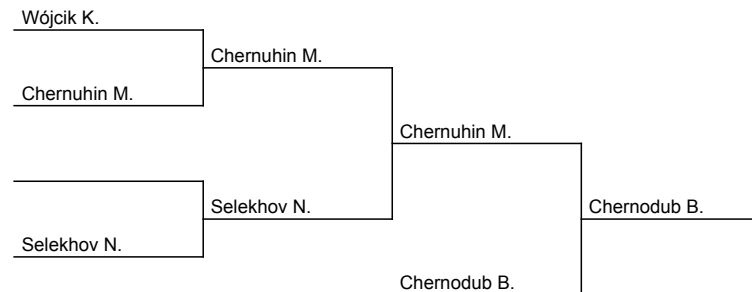 Wójcik K.
Chernuhin M.
Chernuhin M.
Chernuhin M.
Selekhov N.
Chernodub B.
Selekhov N.
Chernodub B.